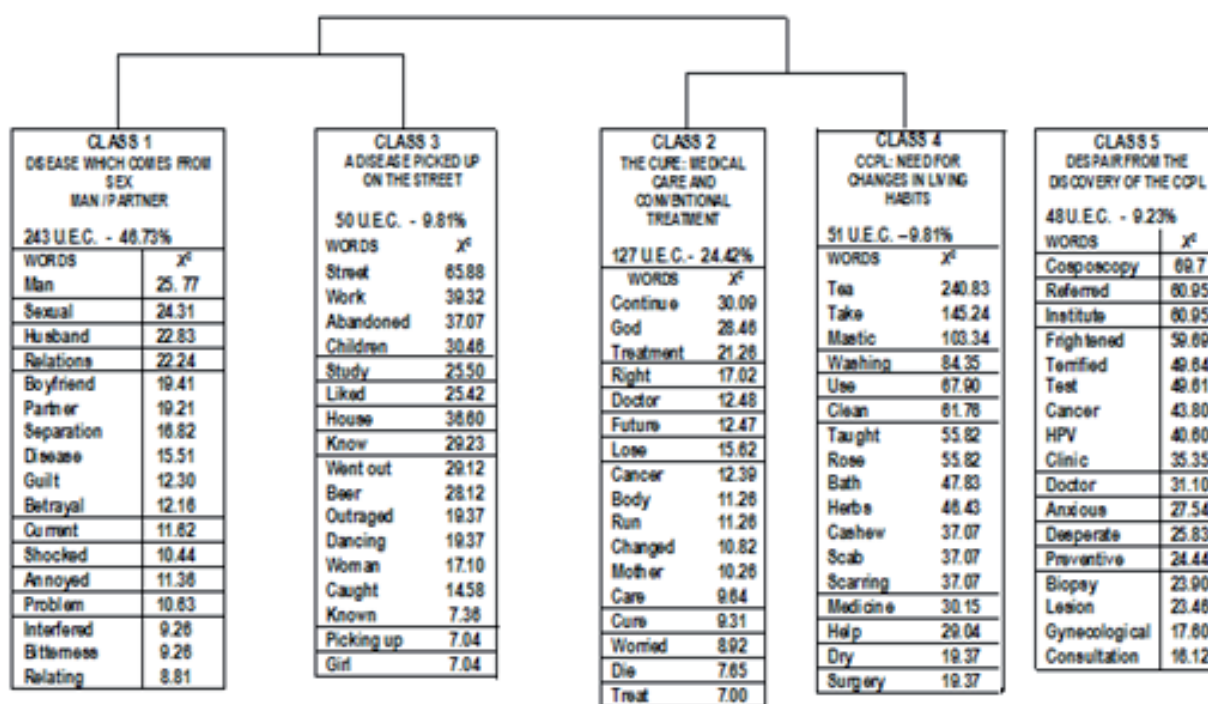 CLASS 1
DISEASE WHICH COMES FROM
SEX
MAN / PARTNER
243 U.E.C. - 46.73%
WORDS X²
Man 25. 77
Sexual 24.31
Husband 22.83
Relations 22.24
Boyfriend 19.41
Partner 19.21
Separation 16.82
Disease 15.51
Guilt 12.30
Betrayal 12.16
Current 11.62
Shocked 10.44
Annoyed 11.36
Problem 10.63
Interfered 9.26
Bitterness 9.26
Relating 8.81
CLASS 3
A DISEASE PICKED UP
ON THE STREET
50 U.E.C. - 9.81%
WORDS X²
Street 65.88
Work 39.32
Abandoned 37.07
Children 30.46
Study 25.50
Liked 25.42
House 36.60
Know 29.23
Went out 29.12
Beer 28.12
Outraged 19.37
Dancing 19.37
Woman 17.10
Caught 14.58
Known 7.36
Picking up 7.04
Girl 7.04
CLASS 2
THE CURE: MEDICAL
CARE AND
CONVENTIONAL
TREATMENT
127 U.E.C.- 24.42%
WORDS X²
Continue 30.09
God 28.46
Treatment 21.26
Right 17.02
Doctor 12.48
Future 12.47
Lose 15.62
Cancer 12.39
Body 11.26
Run 11.26
Changed 10.82
Mother 10.26
Care 9.64
Cure 9.31
Worried 8.92
Die 7.65
Treat 7.00
CLASS 4
CCPL: NEED FOR
CHANGES IN LIVING
HABITS
51 U.E.C. –9.81%
WORDS X²
Tea 240.83
Take 145.24
Mastic 103.34
Washing 84.35
Use 67.90
Clean 61.76
Taught 55.82
Rose 55.82
Bath 47.83
Herbs 46.43
Cashew 37.07
Scab 37.07
Scarring 37.07
Medicine 30.15
Help 29.04
Dry 19.37
Surgery 19.37
CLASS 5
DESPAIR FROM THE
DISCOVERY OF THE CCPL
48 U.E.C. - 9.23%
WORDS X²
Cosposcopy 69.7
Referred 60.95
Institute 60.95
Frightened 59.69
Terrified 49.64
Test 49.61
Cancer 43.80
HPV 40.60
Clinic 35.35
Doctor 31.10
Anxious 27.54
Desperate 25.83
Preventive 24.44
Biopsy 23.90
Lesion 23.46
Gynecological 17.60
Consultation 16.12